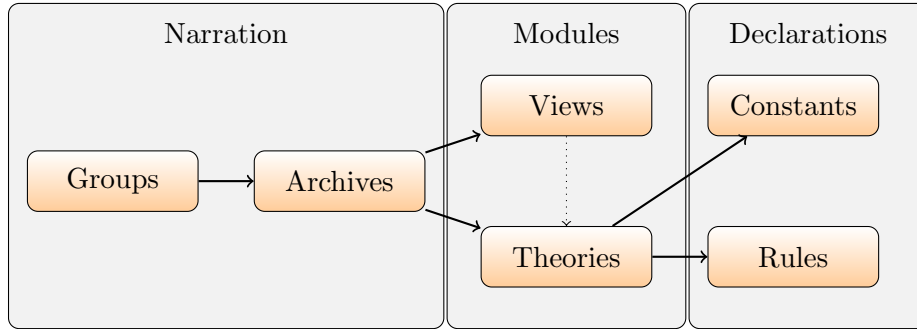 Narration
Modules
Declarations
Views
Constants
Groups
Archives
Theories
Rules